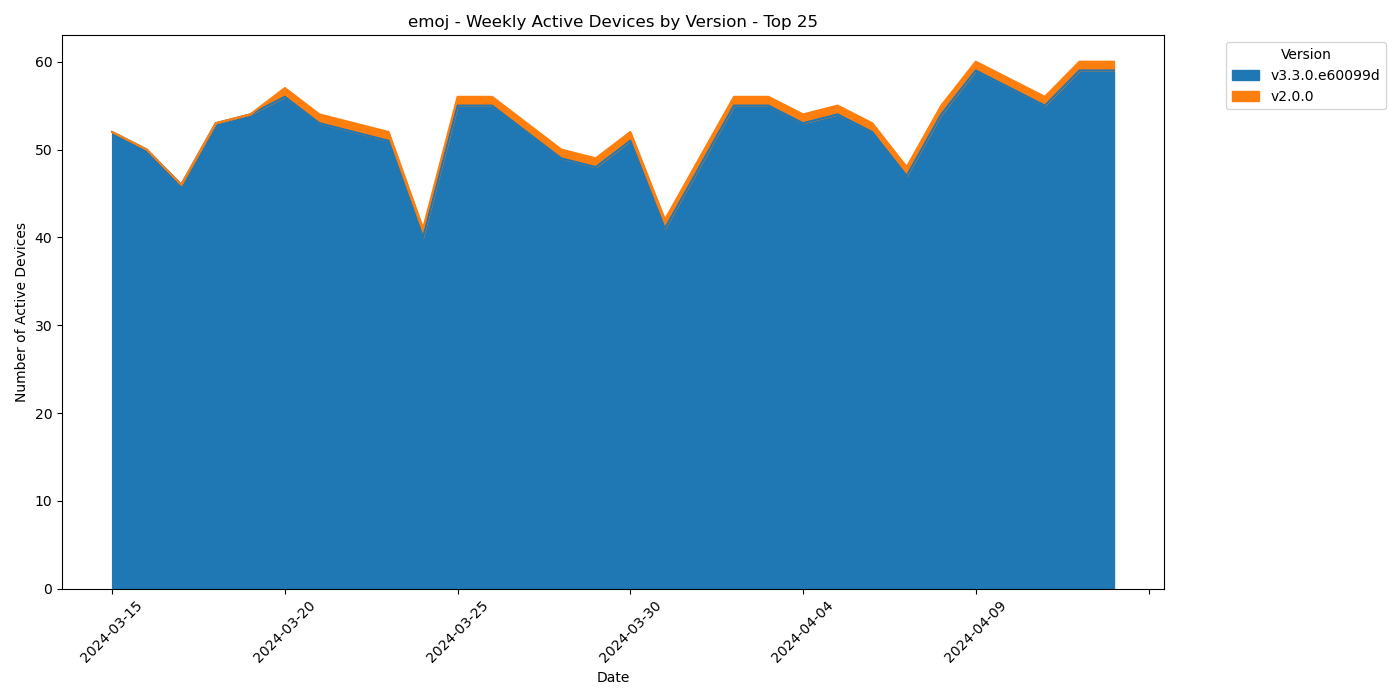 emoj - Weekly Active Devices by Version - Top 25
Number of Active Devices
60
50
40
30
20
10
0
2024-03-15
2024-03-20
2024-03-25
2024-03-30
2024-04-04
2024-04-09
Date
Version
v3.3.0.e60099d
v2.0.0